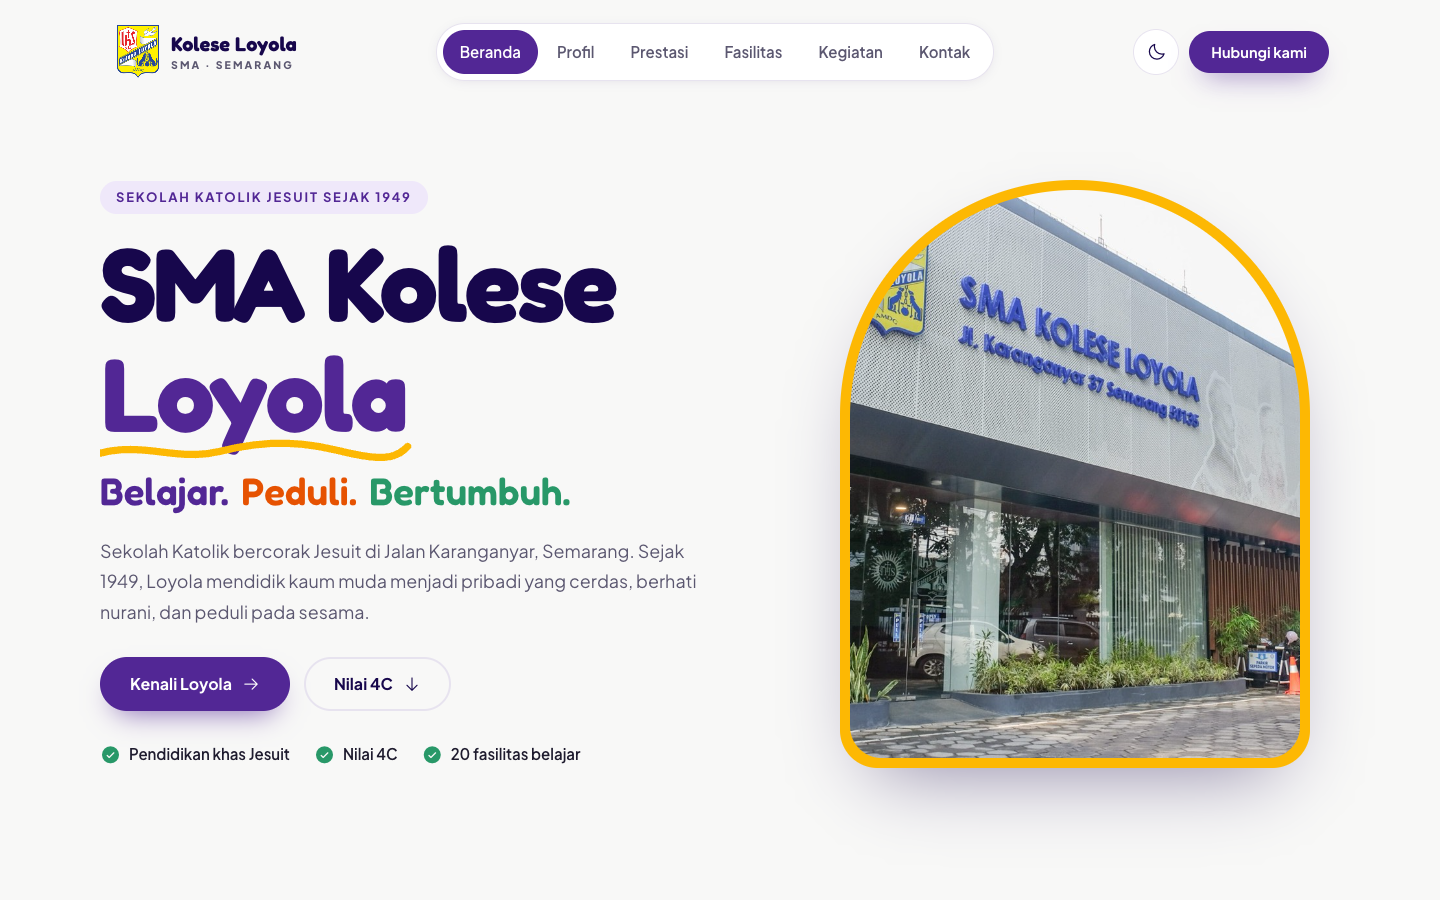 Kolese Loyola
SMA · SEMARANG
Beranda
Profil
Prestasi
Fasilitas
Kegiatan
Kontak
Hubungi kami
SEKOLAH KATOLIK JESUIT SEJAK 1949
SMA Kolese
Loyola
Belajar. Peduli. Bertumbuh.
Sekolah Katolik bercorak Jesuit di Jalan Karanganyar, Semarang. Sejak
1949, Loyola mendidik kaum muda menjadi pribadi yang cerdas, berhati
nurani, dan peduli pada sesama.
Kenali Loyola
Nilai 4C
Pendidikan khas Jesuit
Nilai 4C
20 fasilitas belajar
SMA KOLESE LOYOLA
Jl. Karanganyar 37 Semarang 50135